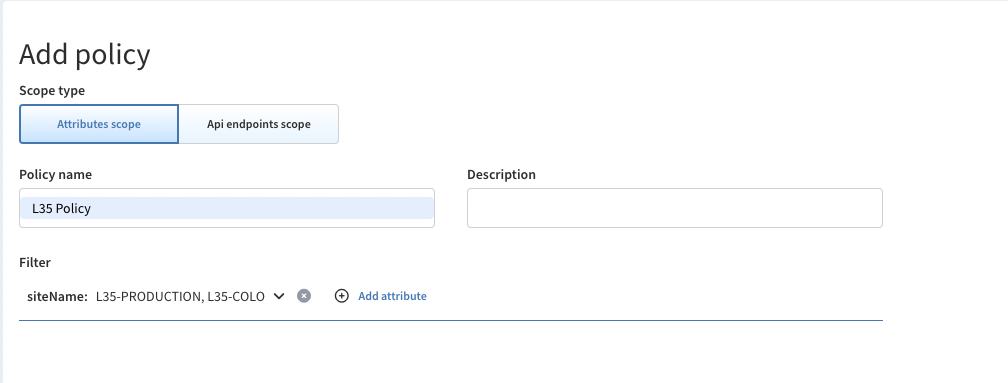 Add policy
Scope type
Attributes scope Api endpoints scope
Policy name Description
L35 Policy
Filter
siteName: L35-PRODUCTION, L35-COLO Add attribute